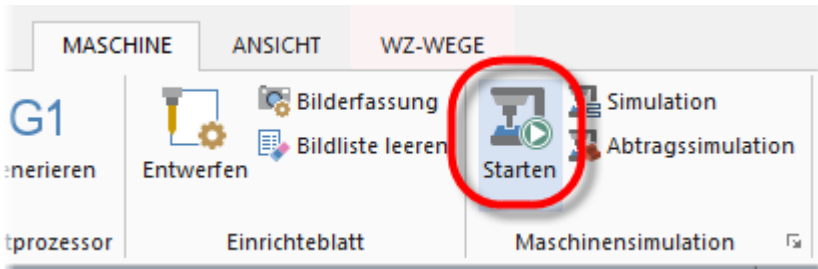 MASCHINE ANSICHT WZ-WEGE
G1 Bilderfassung Simulation
Bildliste leeren Abtragssimulation
enerieren Entwerfen Starten
tprozessor Einrichteblatt Maschinensimulation